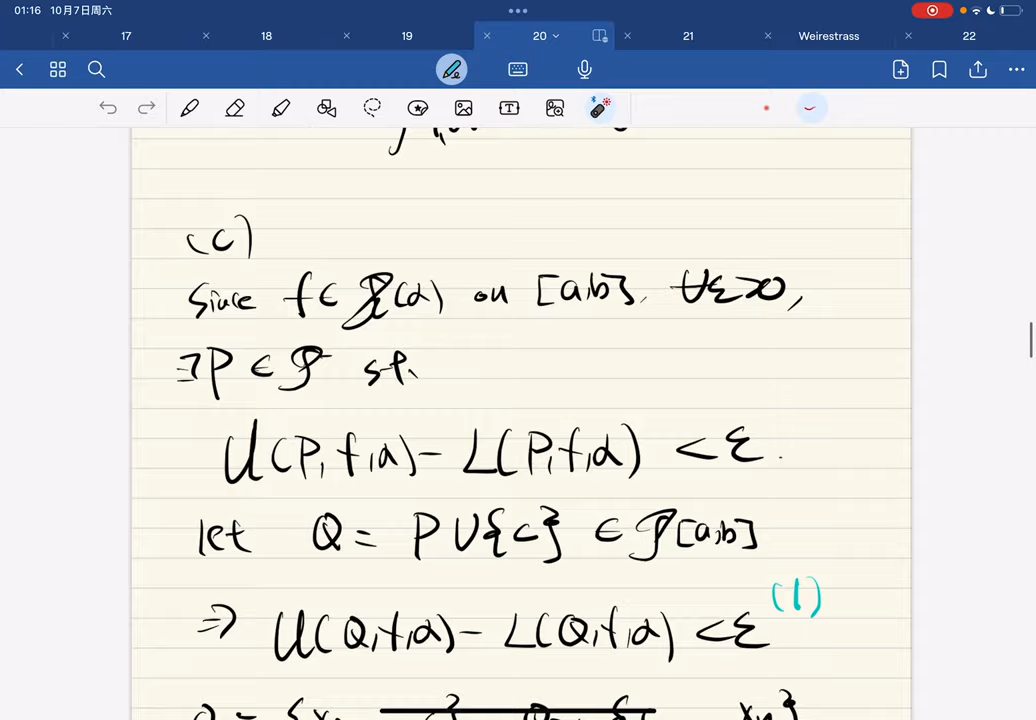 01:16 10月7日周六
17 18 19 20 21 Weirestrass 22
(c)
Since f ∈ R(α) on [a,b], ∀ε>0,
∃P ∈ P s.t.
U(P,f,α) - L(P,f,α) < ε.
let Q = P ∪ {c} ∈ P[a,b]
(1)
⇒ U(Q,f,α) - L(Q,f,α) < ε